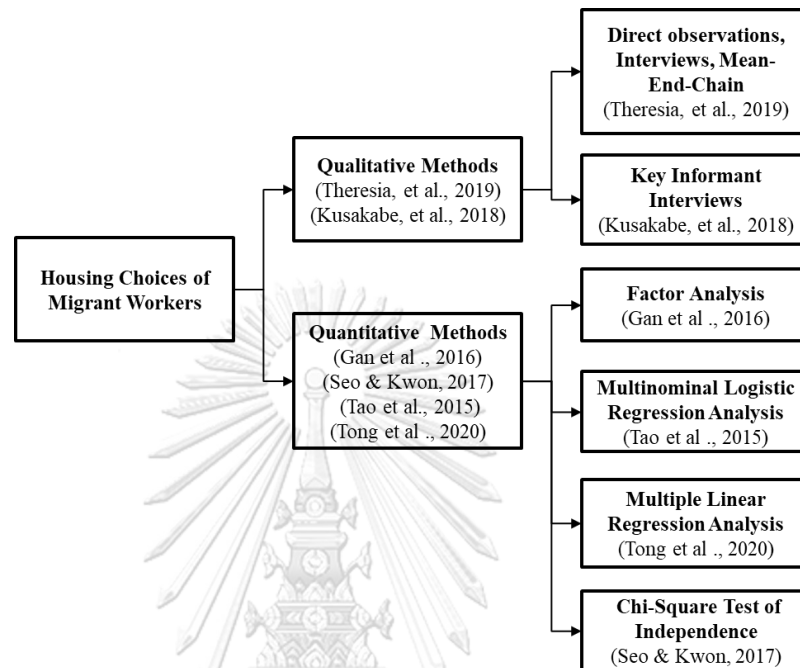 Housing Choices of
Migrant Workers
Qualitative Methods
(Theresia, et al., 2019)
(Kusakabe, et al., 2018)
Quantitative Methods
(Gan et al ., 2016)
(Seo & Kwon, 2017)
(Tao et al., 2015)
(Tong et al ., 2020)
Direct observations,
Interviews, Mean-
End-Chain
(Theresia, et al., 2019)
Key Informant
Interviews
(Kusakabe, et al., 2018)
Factor Analysis
(Gan et al ., 2016)
Multinominal Logistic
Regression Analysis
(Tao et al ., 2015)
Multiple Linear
Regression Analysis
(Tong et al ., 2020)
Chi-Square Test of
Independence
(Seo & Kwon, 2017)